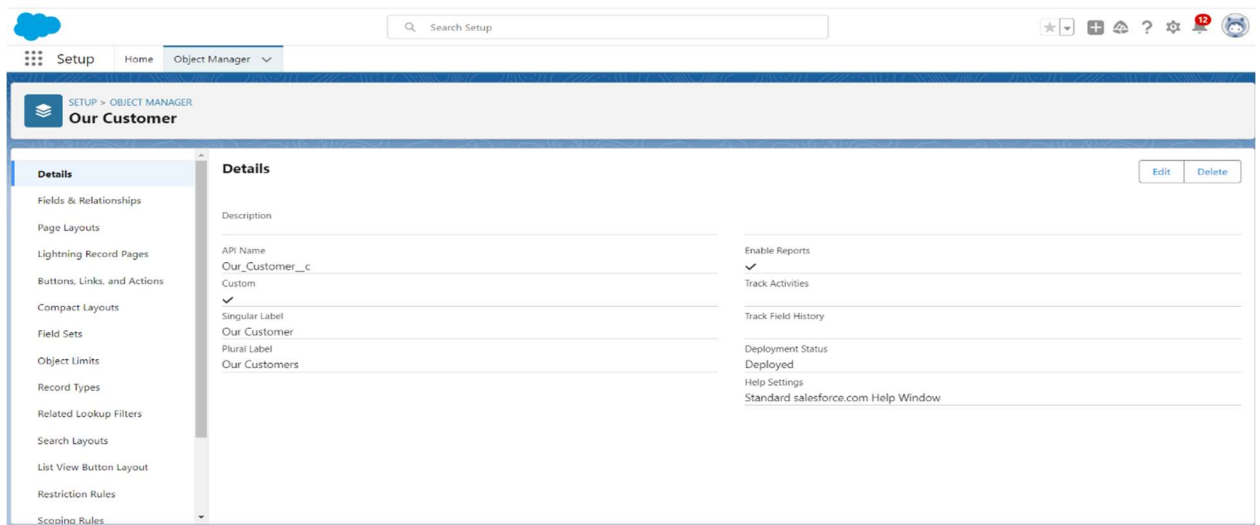 Search Setup
12
Setup
Home
Object Manager
SETUP > OBJECT MANAGER
Our Customer
Details
Fields & Relationships
Page Layouts
Lightning Record Pages
Buttons, Links, and Actions
Compact Layouts
Field Sets
Object Limits
Record Types
Related Lookup Filters
Search Layouts
List View Button Layout
Restriction Rules
Scoping Rules
Details
Edit
Delete
Description
API Name
Our_Customer__c
Custom
Singular Label
Our Customer
Plural Label
Our Customers
Enable Reports
Track Activities
Track Field History
Deployment Status
Deployed
Help Settings
Standard salesforce.com Help Window